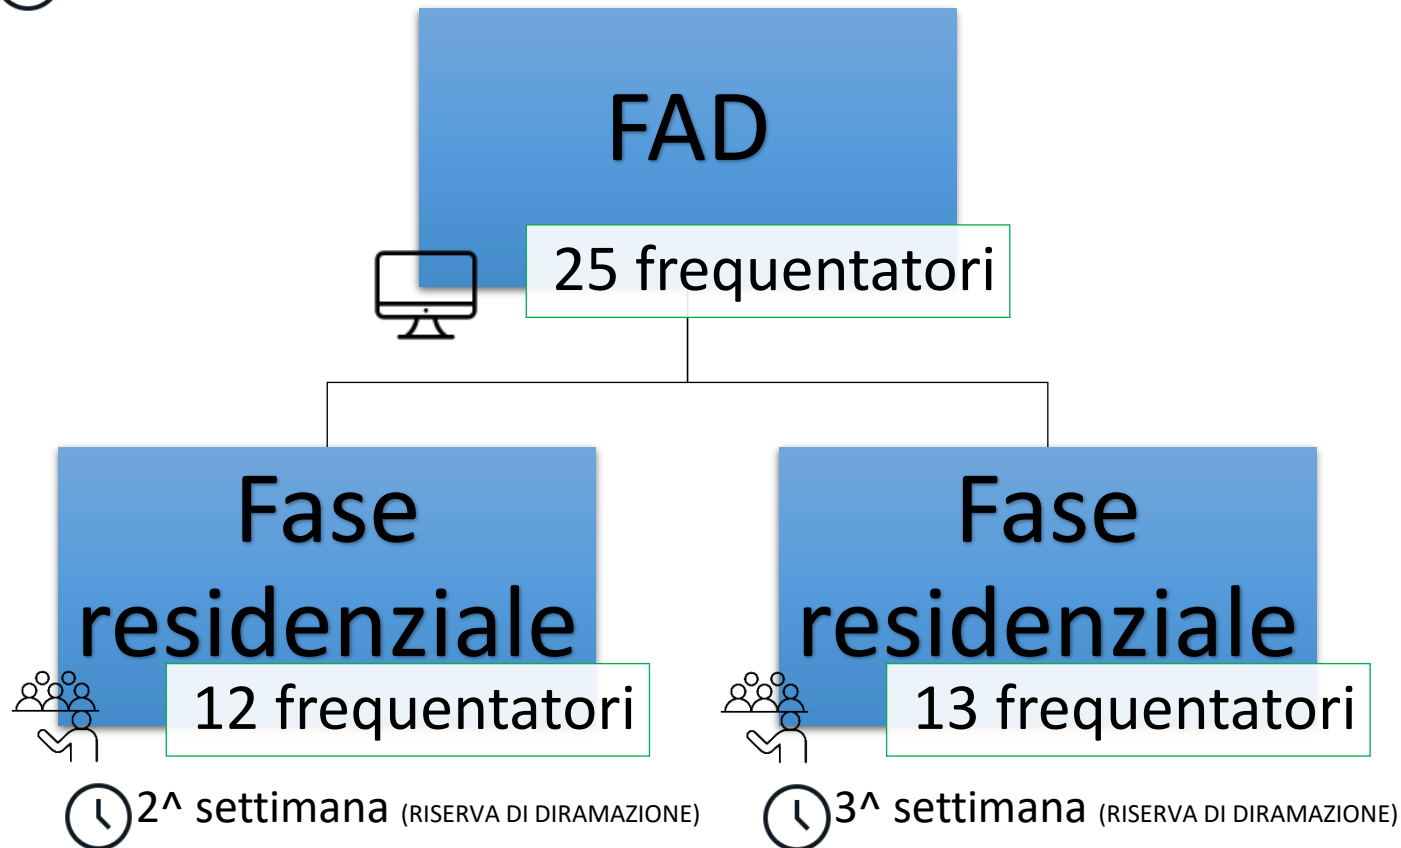 FAD
25 frequentatori
Fase
residenziale
12 frequentatori
2^ settimana (RISERVA DI DIRAMAZIONE)
Fase
residenziale
13 frequentatori
3^ settimana (RISERVA DI DIRAMAZIONE)